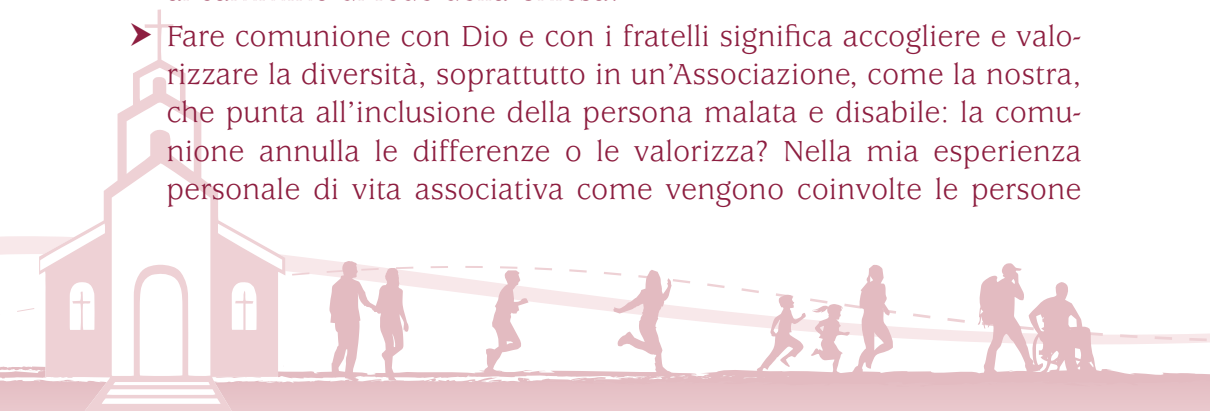 ➤ Fare comunione con Dio e con i fratelli significa accogliere e valo-
rizzare la diversità, soprattutto in un’Associazione, come la nostra,
che punta all’inclusione della persona malata e disabile: la comu-
nione annulla le differenze o le valorizza? Nella mia esperienza
personale di vita associativa come vengono coinvolte le persone